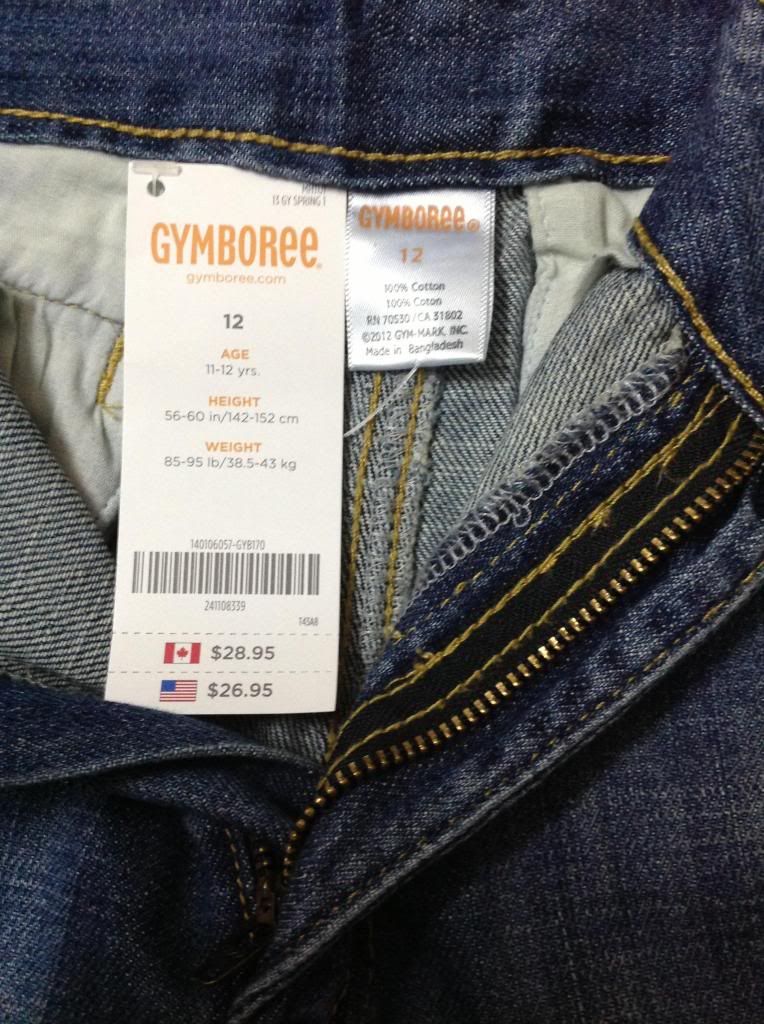 13 GY SPRING 1
GYMBOREE
gymboree.com
12
AGE
11-12 yrs.
HEIGHT
56-60 in/142-152 cm
WEIGHT
85-95 lb/38.5-43 kg
140106057-GYB170
241108339
$28.95
$26.95
GYMBOREE®
12
100% Cotton
100% Coton
RN 70530/CA 31802
©2012 GYM-MARK, INC.
Made in Bangladesh